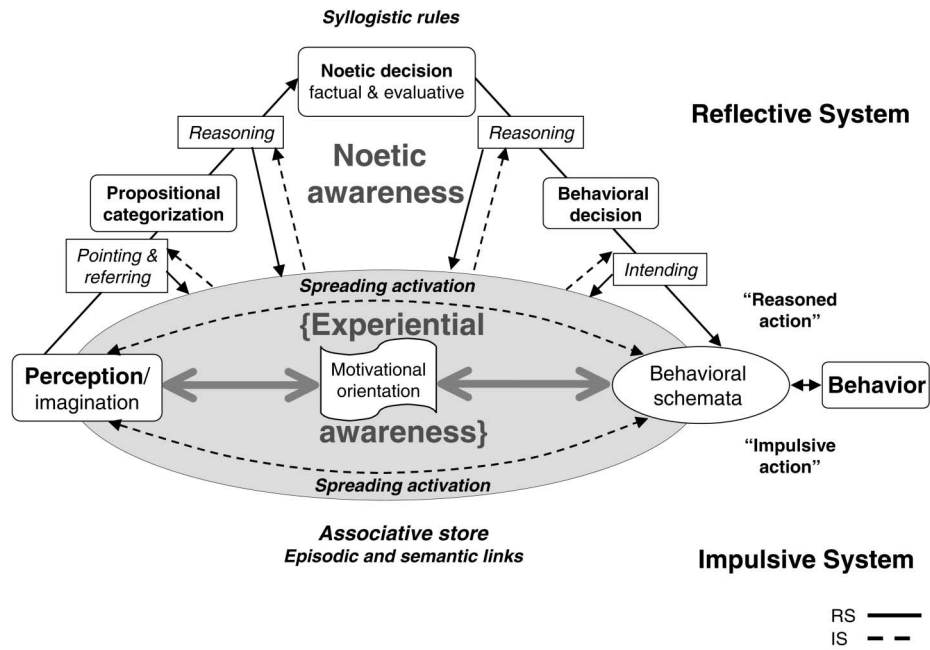 Syllogistic rules
Noetic decision
factual & evaluative
Reflective System
Reasoning
Reasoning
Noetic
awareness
Propositional
categorization
Behavioral
decision
Pointing &
referring
Intending
Spreading activation
“Reasoned
action”
{Experiential
Perception/
imagination
Motivational
orientation
Behavioral
schemata
Behavior
awareness}
“Impulsive
action”
Spreading activation
Associative store
Episodic and semantic links
Impulsive System
RS
IS